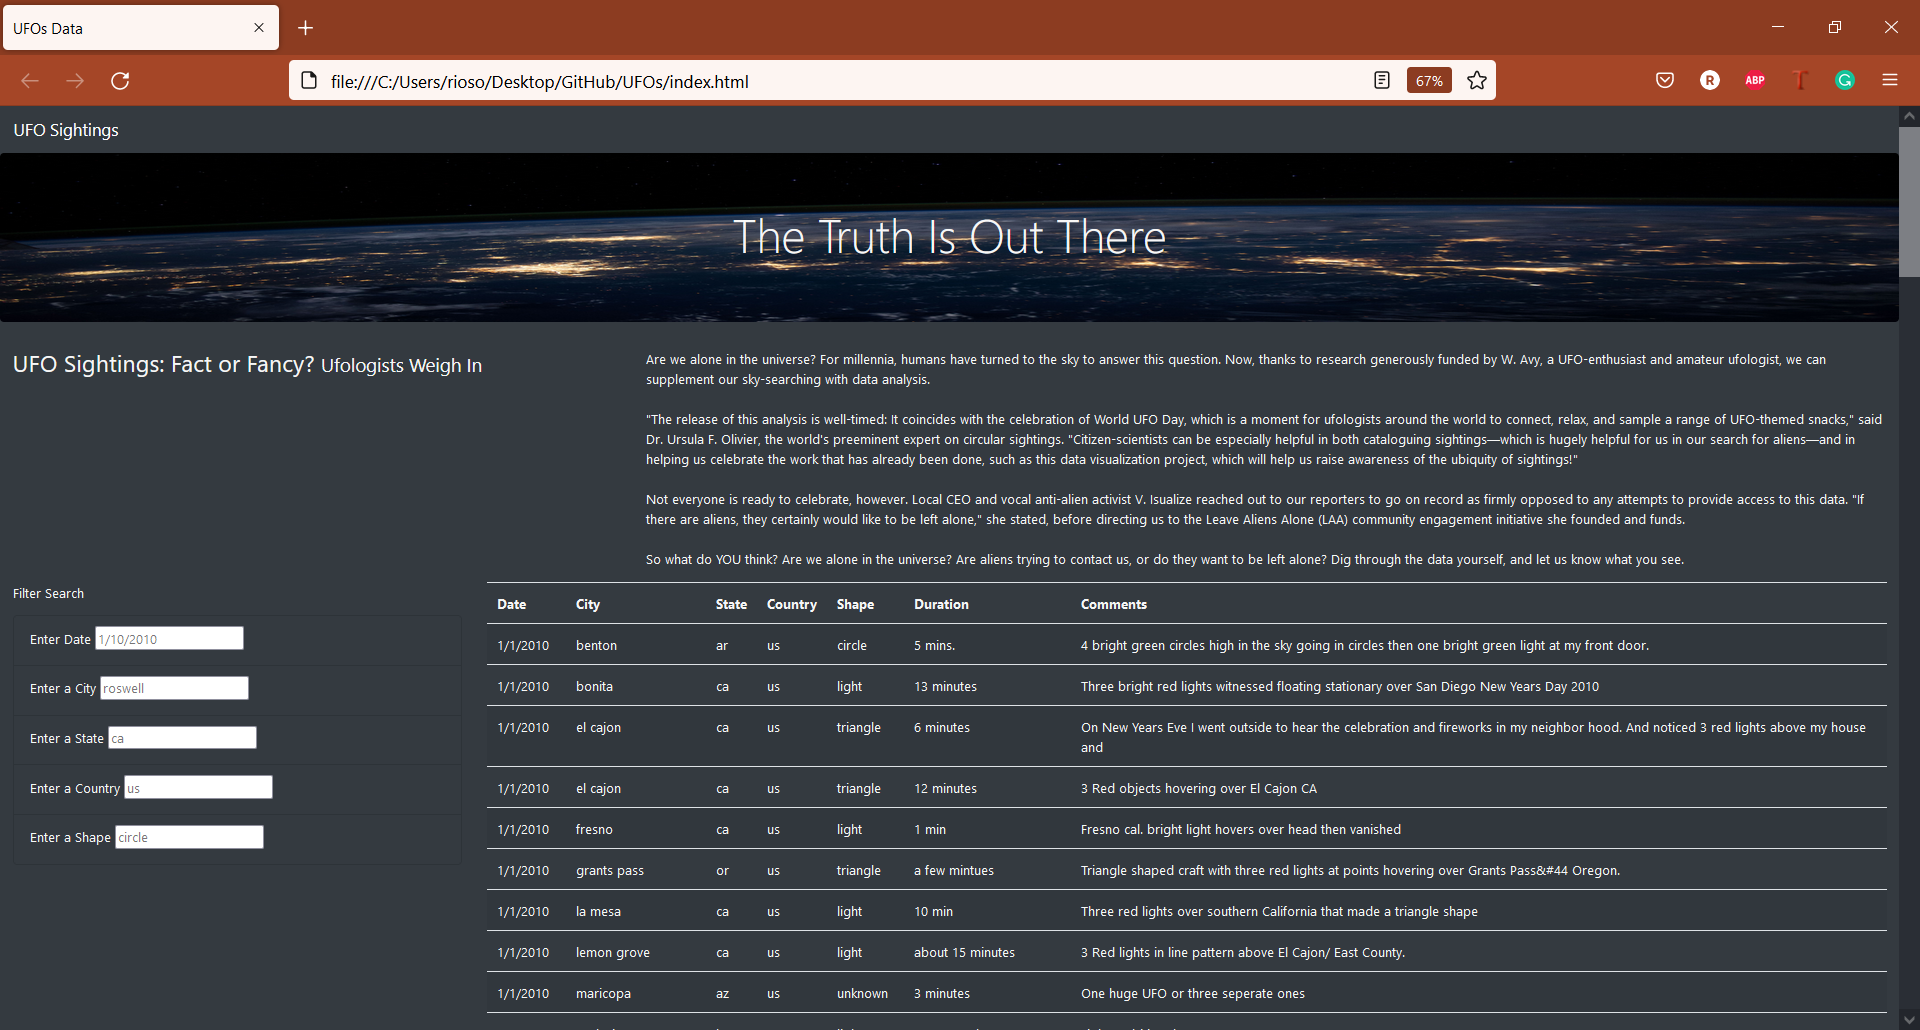 UFOs Data
file:///C:/Users/rioso/Desktop/GitHub/UFOs/index.html
67%
R
ABP
T
G
UFO Sightings
The Truth Is Out There
UFO Sightings: Fact or Fancy? Ufologists Weigh In
Are we alone in the universe? For millennia, humans have turned to the sky to answer this question. Now, thanks to research generously funded by W. Avy, a UFO-enthusiast and amateur ufologist, we can
supplement our sky-searching with data analysis.
"The release of this analysis is well-timed: It coincides with the celebration of World UFO Day, which is a moment for ufologists around the world to connect, relax, and sample a range of UFO-themed snacks," said
Dr. Ursula F. Olivier, the world's preeminent expert on circular sightings. "Citizen-scientists can be especially helpful in both cataloguing sightings—which is hugely helpful for us in our search for aliens—and in
helping us celebrate the work that has already been done, such as this data visualization project, which will help us raise awareness of the ubiquity of sightings!"
Not everyone is ready to celebrate, however. Local CEO and vocal anti-alien activist V. Isualize reached out to our reporters to go on record as firmly opposed to any attempts to provide access to this data. "If
there are aliens, they certainly would like to be left alone," she stated, before directing us to the Leave Aliens Alone (LAA) community engagement initiative she founded and funds.
So what do YOU think? Are we alone in the universe? Are aliens trying to contact us, or do they want to be left alone? Dig through the data yourself, and let us know what you see.
Filter Search
Enter Date 1/10/2010
Enter a City roswell
Enter a State ca
Enter a Country us
Enter a Shape circle
Date City State Country Shape Duration Comments
1/1/2010 benton ar us circle 5 mins. 4 bright green circles high in the sky going in circles then one bright green light at my front door.
1/1/2010 bonita ca us light 13 minutes Three bright red lights witnessed floating stationary over San Diego New Years Day 2010
1/1/2010 el cajon ca us triangle 6 minutes On New Years Eve I went outside to hear the celebration and fireworks in my neighbor hood. And noticed 3 red lights above my house
and
1/1/2010 el cajon ca us triangle 12 minutes 3 Red objects hovering over El Cajon CA
1/1/2010 fresno ca us light 1 min Fresno cal. bright light hovers over head then vanished
1/1/2010 grants pass or us triangle a few mintues Triangle shaped craft with three red lights at points hovering over Grants Pass&#44 Oregon.
1/1/2010 la mesa ca us light 10 min Three red lights over southern California that made a triangle shape
1/1/2010 lemon grove ca us light about 15 minutes 3 Red lights in line pattern above El Cajon/ East County.
1/1/2010 maricopa az us unknown 3 minutes One huge UFO or three seperate ones